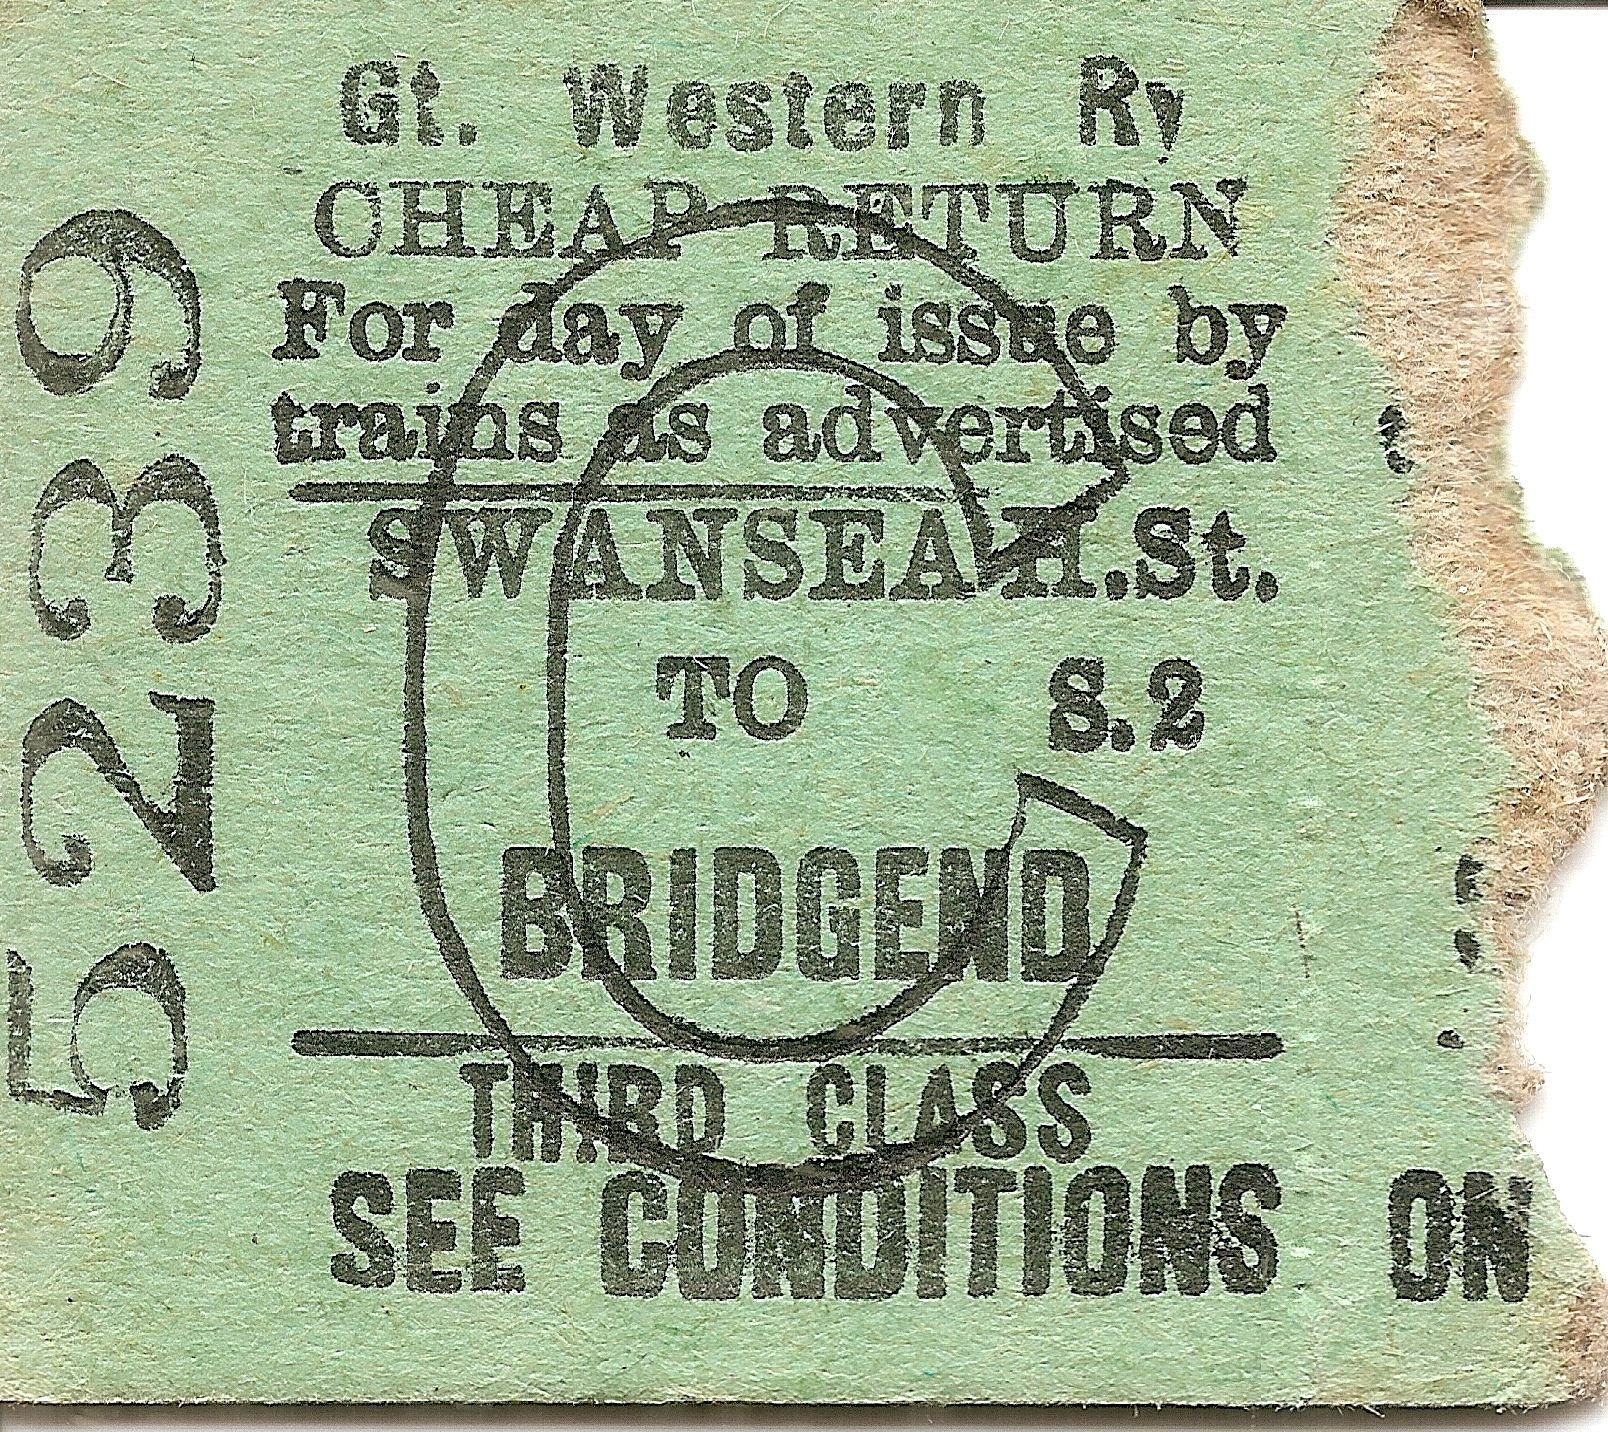 Gt. Western Ry
CHEAP RETURN
For day of issue by
trains as advertised
SWANSEA H.St.
TO S.2
BRIDGEND
THIRD CLASS
SEE CONDITIONS ON
C
5239